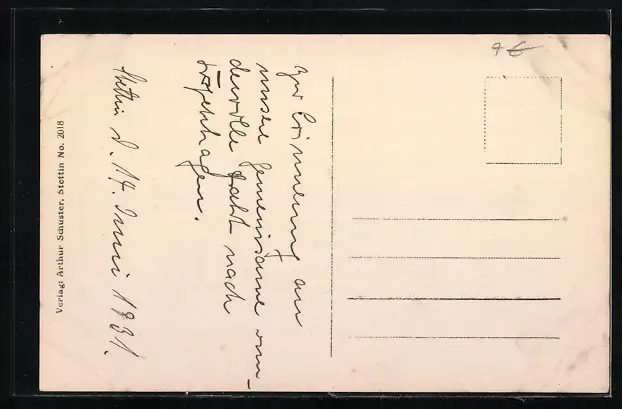 Zur Erinnerung an
unsere gemeinsame wun-
dervolle Fahrt nach
Stettin d. 14. Juni 1931.
Verlag: Arthur Schuster, Stettin No. 2018